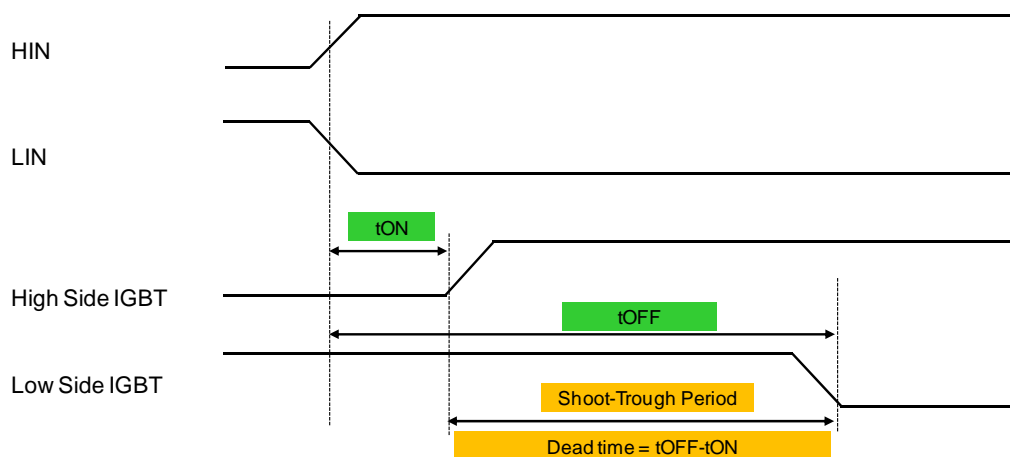 HIN
LIN
tON
High Side IGBT
tOFF
Low Side IGBT
Shoot-Trough Period
Dead time = tOFF-tON